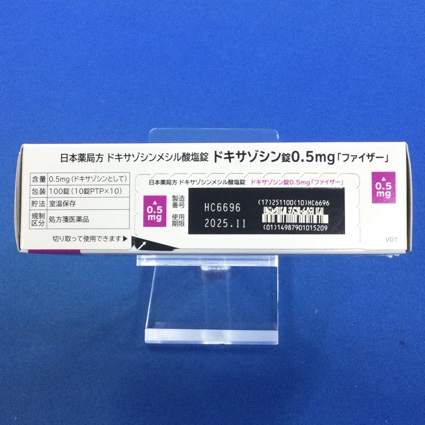 日本薬局方 ドキサゾシンメシル酸塩錠 ドキサゾシン錠0.5mg「ファイザー」
含量 0.5mg(ドキサゾシンとして)
包装 100錠(10錠PTP×10)
貯法 室温保存
規制区分 処方箋医薬品
切り取って使用できます
0.5mg
日本薬局方 ドキサゾシンメシル酸塩錠 ドキサゾシン錠0.5mg「ファイザー」
製造番号 HC6696
使用期限 2025.11
(17)251100(10)HC6696
(01)14987901015209
0.5mg
V01